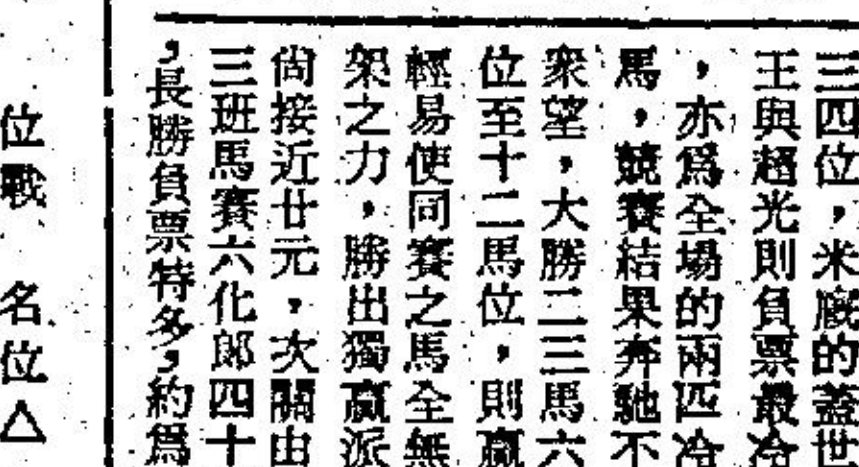 三四位，米廠的蓋世
王與超光則負票最冷
，亦為全場的兩匹冷
馬，競賽結果奔馳不
衆望，大勝二三馬六
位至十二馬位，則贏
輕易使同賽之馬全無
架之力，勝出獨贏派
尙接近廿元，次關由
三班馬賽六化郎四十
，長勝負票特多，約爲
位戰　名位△